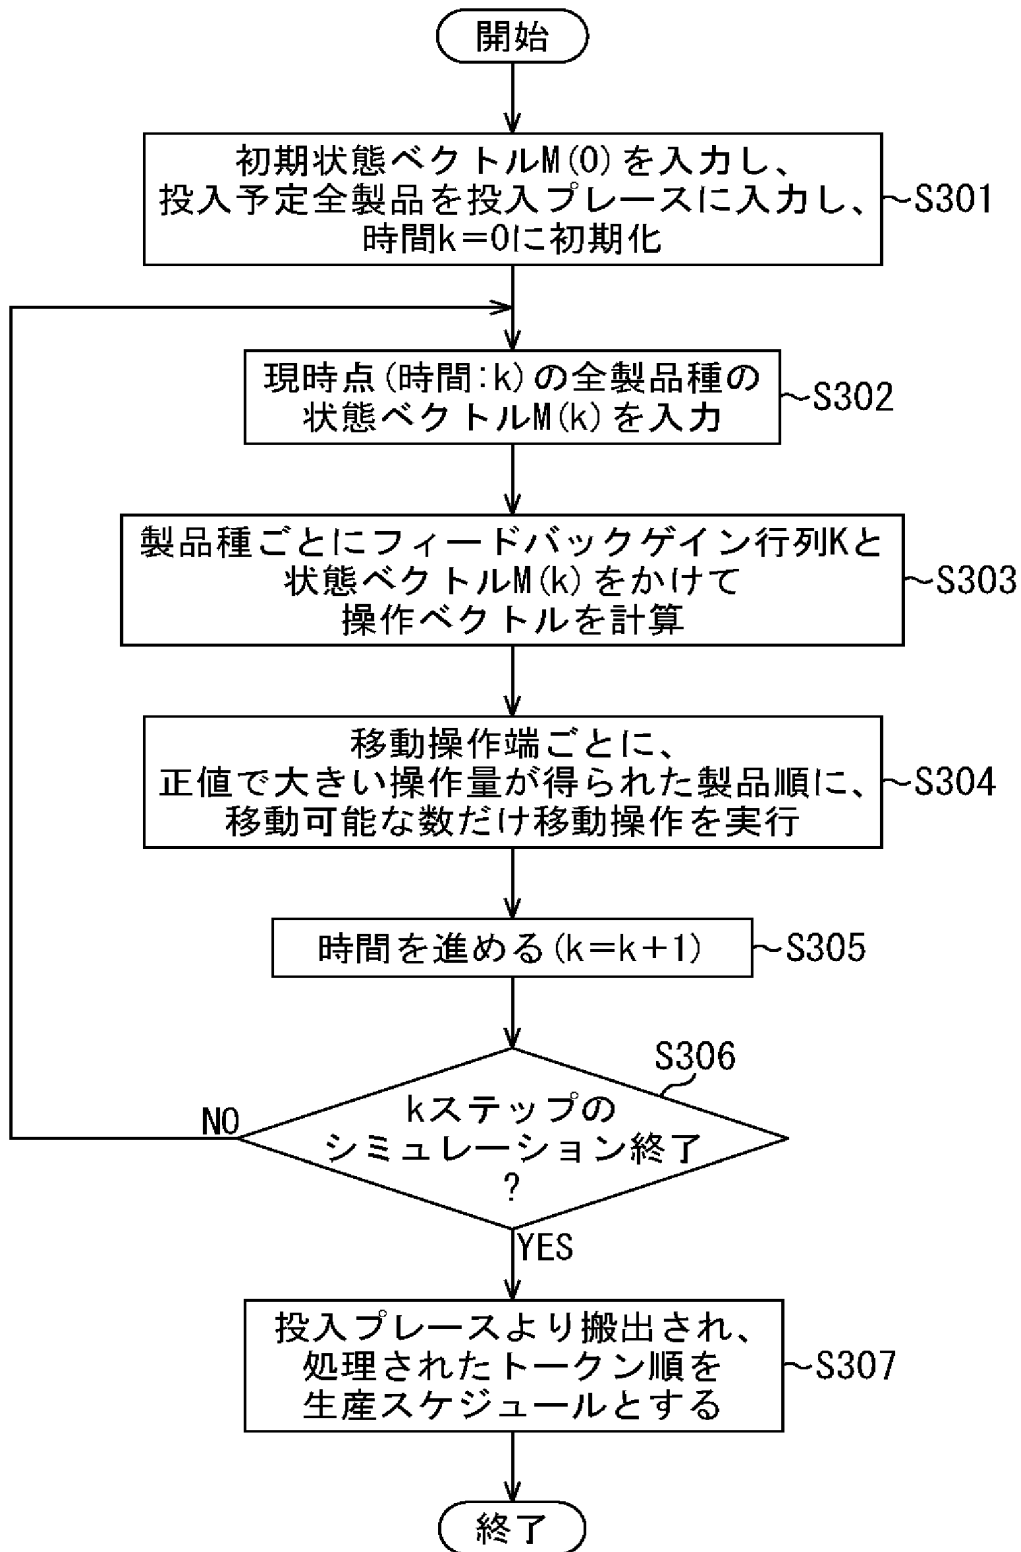 開始
初期状態ベクトルM(0)を入力し、
投入予定全製品を投入プレースに入力し、
時間k=0に初期化
S301
現時点(時間:k)の全製品種の
状態ベクトルM(k)を入力
S302
製品種ごとにフィードバックゲイン行列Kと
状態ベクトルM(k)をかけて
操作ベクトルを計算
S303
移動操作端ごとに、
正値で大きい操作量が得られた製品順に、
移動可能な数だけ移動操作を実行
S304
時間を進める(k=k+1)
S305
S306
kステップの
シミュレーション終了
?
NO
YES
投入プレースより搬出され、
処理されたトークン順を
生産スケジュールとする
S307
終了